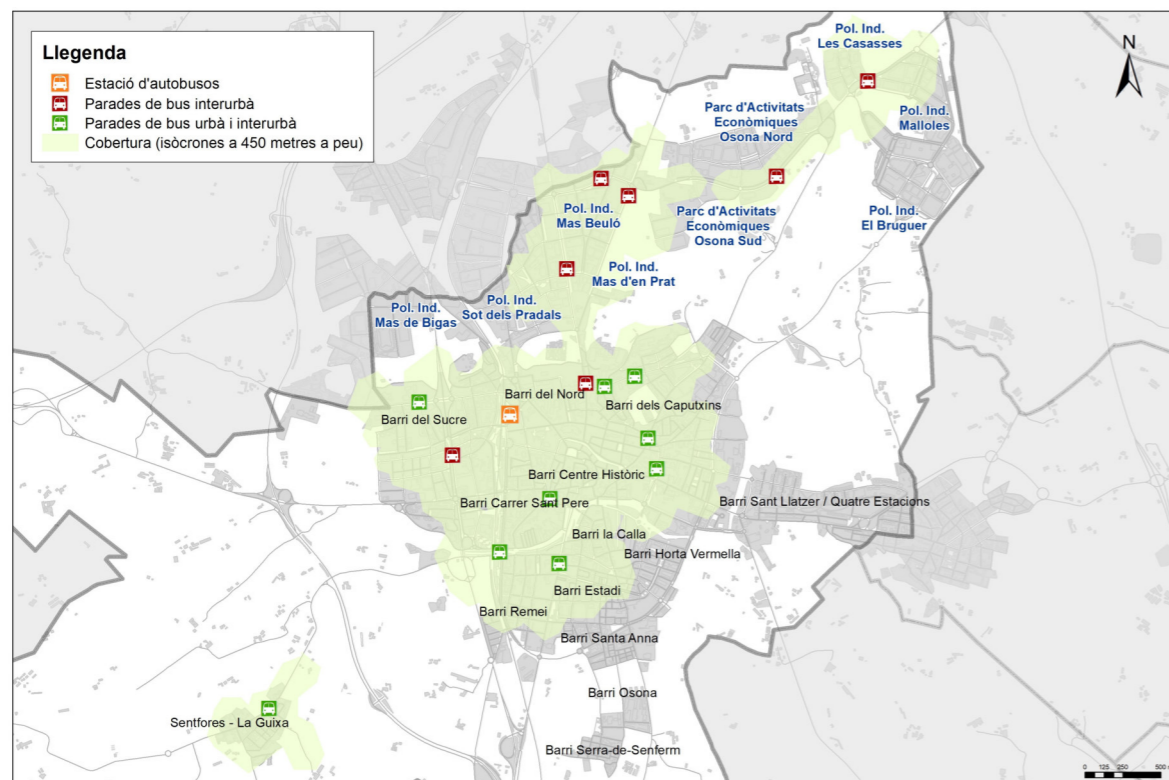 Llegenda
Estació d'autobusos
Parades de bus interurbà
Parades de bus urbà i interurbà
Cobertura (isòcrones a 450 metres a peu)
N
Pol. Ind.
Les Casasses
Parc d'Activitats
Econòmiques
Osona Nord
Pol. Ind.
Malloles
Pol. Ind.
Mas Beuló
Parc d'Activitats
Econòmiques
Osona Sud
Pol. Ind.
El Bruguer
Pol. Ind.
Mas d'en Prat
Pol. Ind.
Sot dels Pradals
Pol. Ind.
Mas de Bigas
Barri del Nord
Barri dels Caputxins
Barri del Sucre
Barri Centre Històric
Barri Carrer Sant Pere
Barri Sant Llatzer / Quatre Estacions
Barri la Calla
Barri Horta Vermella
Barri Estadi
Barri Remei
Barri Santa Anna
Barri Osona
Sentfores - La Guixa
Barri Serra-de-Senferm
0 125 250 500